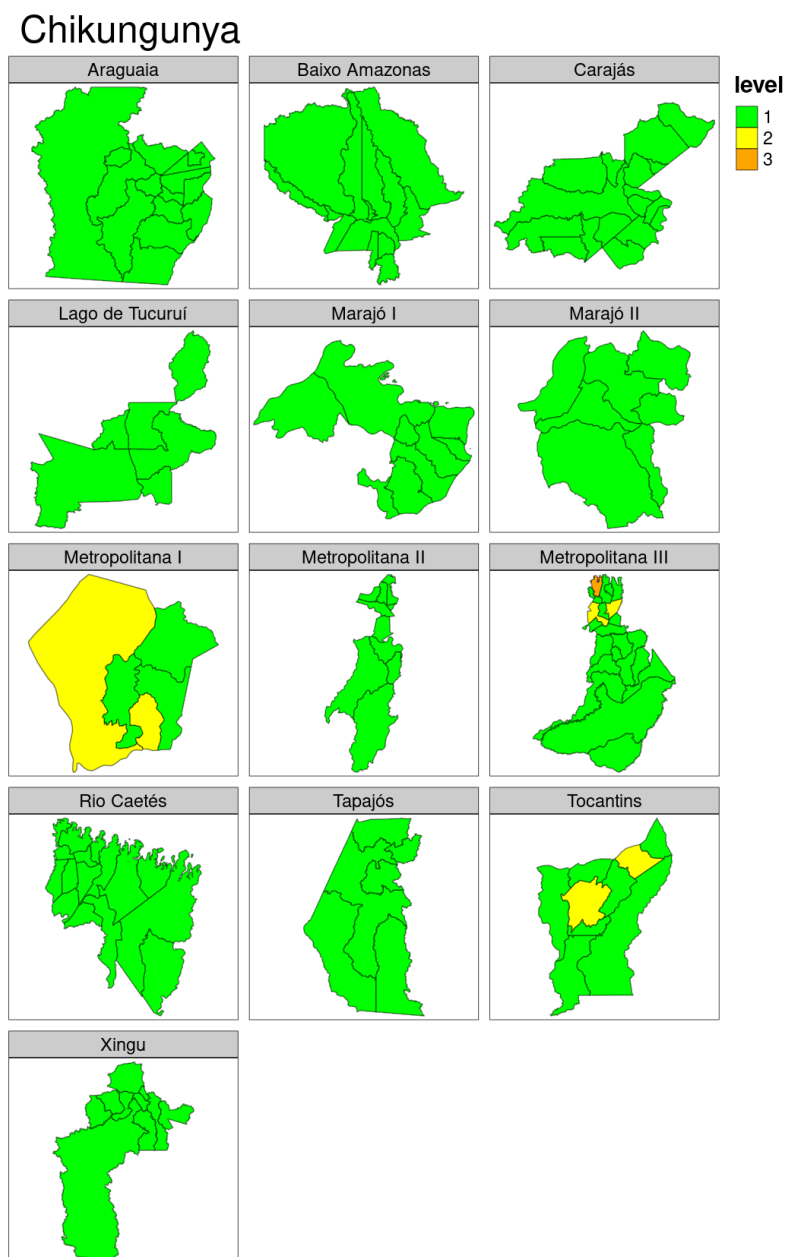 Chikungunya
Araguaia
Baixo Amazonas
Carajás
level
1
2
3
Lago de Tucuruí
Marajó I
Marajó II
Metropolitana I
Metropolitana II
Metropolitana III
Rio Caetés
Tapajós
Tocantins
Xingu